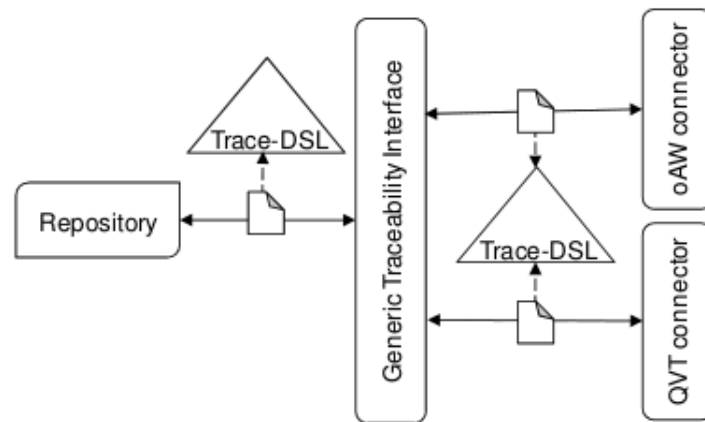 Trace-DSL
Repository
Generic Traceability Interface
Trace-DSL
oAW connector
QVT connector